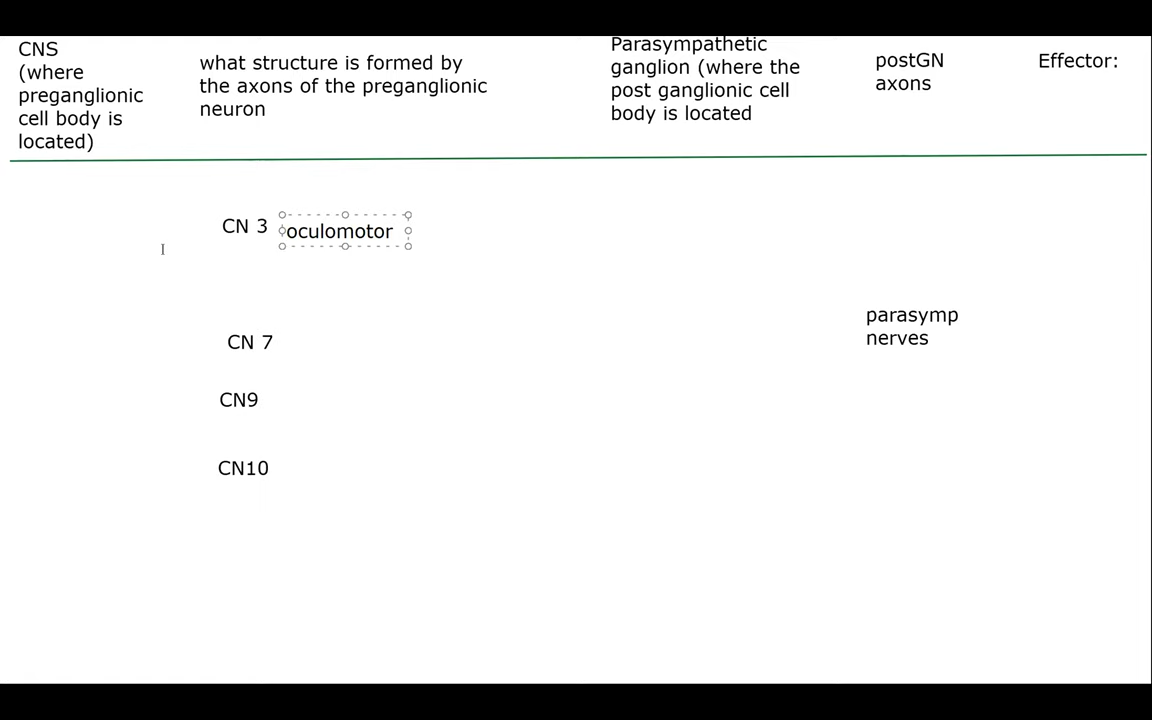 CNS
(where
preganglionic
cell body is
located)
what structure is formed by
the axons of the preganglionic
neuron
Parasympathetic
ganglion (where the
post ganglionic cell
body is located
postGN
axons
Effector:
CN 3
oculomotor
parasymp
nerves
CN 7
CN9
CN10